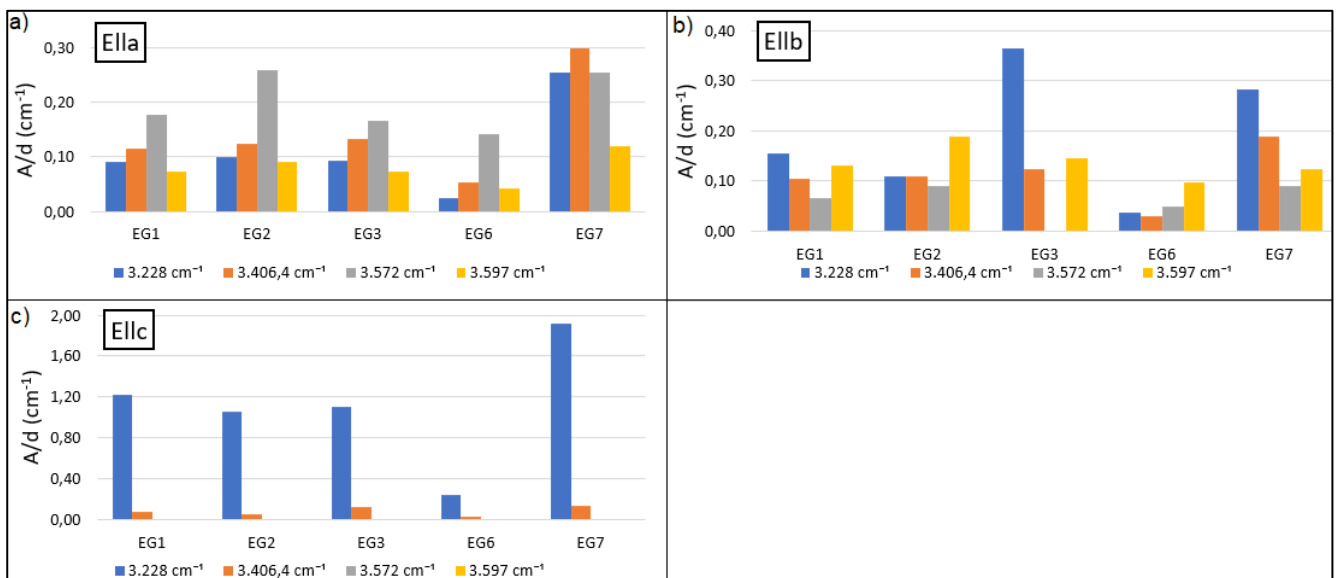 a)
Ella
A/d (cm⁻¹)
0,30
0,20
0,10
0,00
EG1 EG2 EG3 EG6 EG7
3.228 cm⁻¹ 3.406,4 cm⁻¹ 3.572 cm⁻¹ 3.597 cm⁻¹
b)
Ellb
A/d (cm⁻¹)
0,40
0,30
0,20
0,10
0,00
EG1 EG2 EG3 EG6 EG7
3.228 cm⁻¹ 3.406,4 cm⁻¹ 3.572 cm⁻¹ 3.597 cm⁻¹
c)
Ellc
A/d (cm⁻¹)
2,00
1,60
1,20
0,80
0,40
0,00
EG1 EG2 EG3 EG6 EG7
3.228 cm⁻¹ 3.406,4 cm⁻¹ 3.572 cm⁻¹ 3.597 cm⁻¹